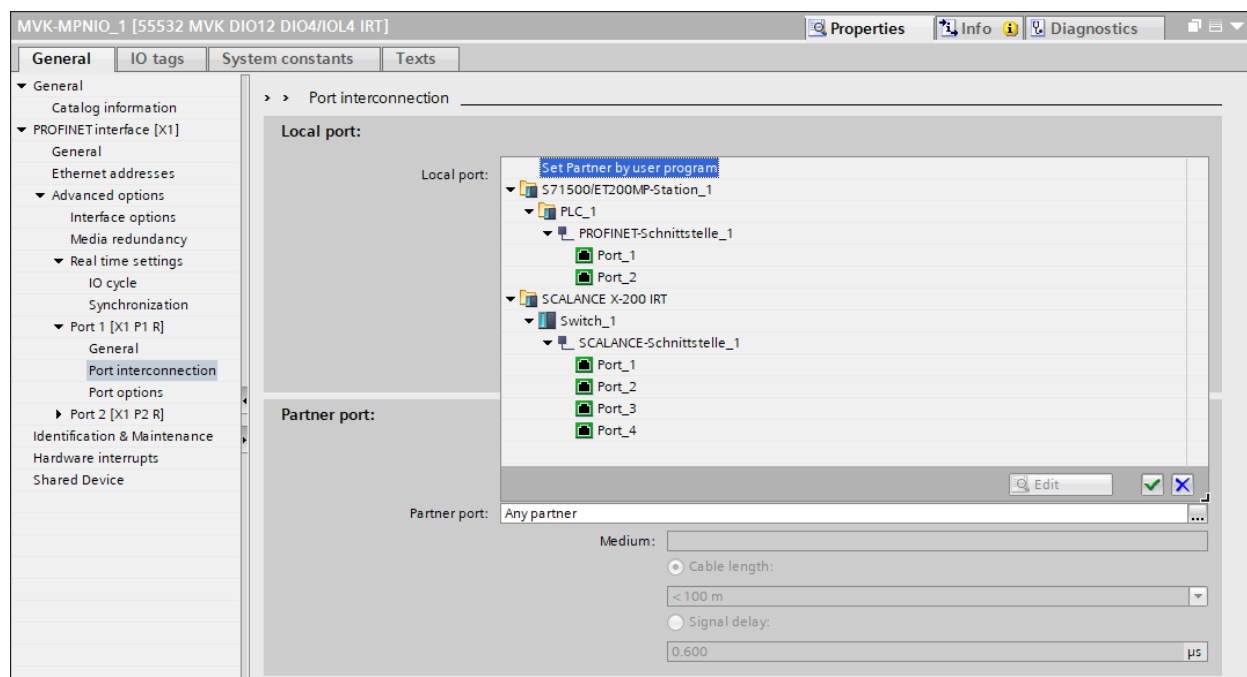 MVK-MPNIO_1 [55532 MVK DIO12 DIO4/IOL4 IRT]
Properties
Info
Diagnostics
General
IO tags
System constants
Texts
General
Catalog information
PROFINET interface [X1]
General
Ethernet addresses
Advanced options
Interface options
Media redundancy
Real time settings
IO cycle
Synchronization
Port 1 [X1 P1 R]
General
Port interconnection
Port options
Port 2 [X1 P2 R]
Identification & Maintenance
Hardware interrupts
Shared Device
> > Port interconnection
Local port:
Local port:
Set Partner by user program
S71500/ET200MP-Station_1
PLC_1
PROFINET-Schnittstelle_1
Port_1
Port_2
SCALANCE X-200 IRT
Switch_1
SCALANCE-Schnittstelle_1
Port_1
Port_2
Port_3
Port_4
Edit
Partner port:
Partner port: Any partner ...
Medium:
Cable length:
<100 m
Signal delay:
0.600 µs